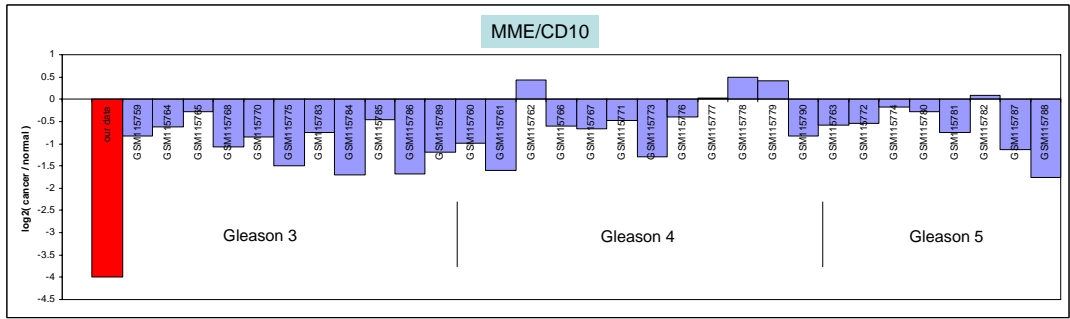 MME/CD10
log2( cancer / normal)
1
0.5
0
-0.5
-1
-1.5
-2
-2.5
-3
-3.5
-4
-4.5
our data
GSM115759
GSM115764
GSM115765
GSM115768
GSM115770
GSM115775
GSM115783
GSM115784
GSM115785
GSM115786
GSM115789
GSM115760
GSM115761
GSM115762
GSM115766
GSM115767
GSM115771
GSM115773
GSM115776
GSM115777
GSM115778
GSM115779
GSM115790
GSM115763
GSM115772
GSM115774
GSM115780
GSM115781
GSM115782
GSM115787
GSM115788
Gleason 3
Gleason 4
Gleason 5